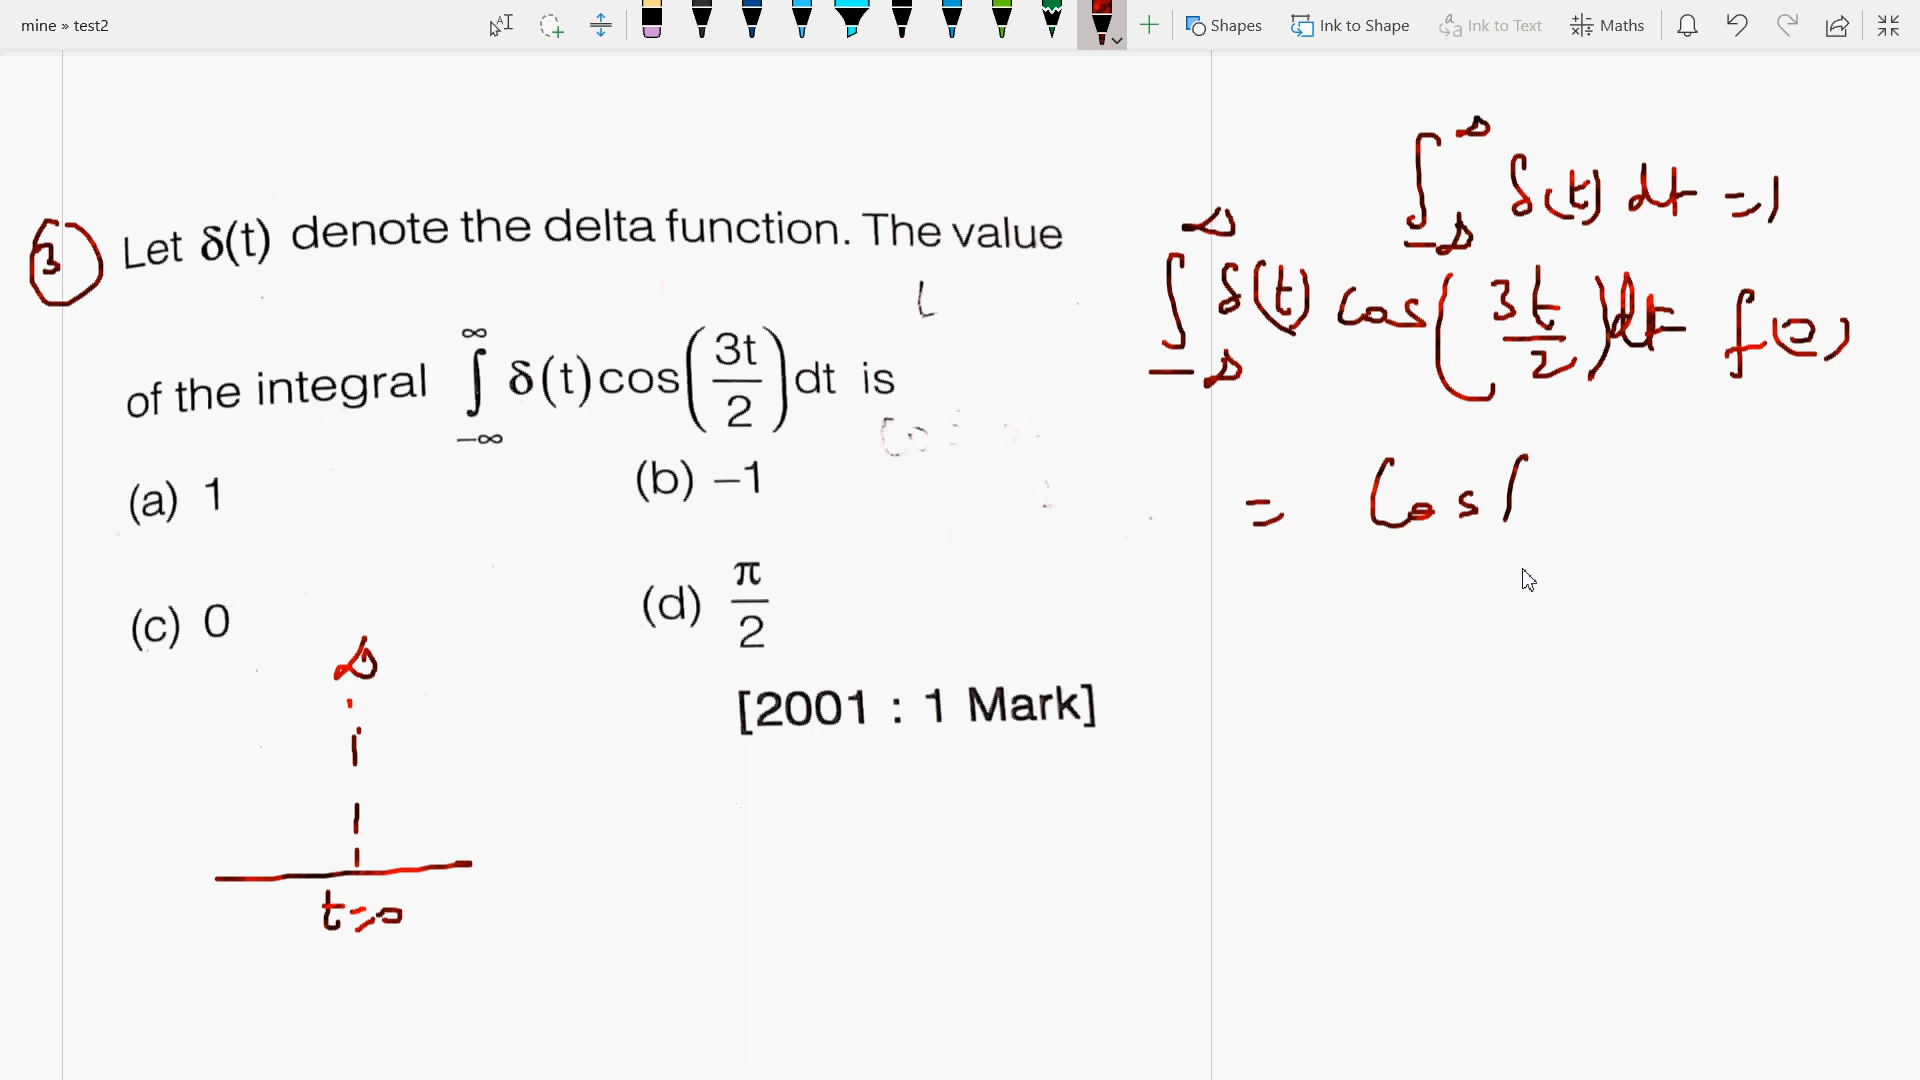 mine » test2
Shapes
Ink to Shape
Ink to Text
Maths
3
Let δ(t) denote the delta function. The value
of the integral ∫_{-∞}^{∞} δ(t)cos(3t/2)dt is
(a) 1
(b) –1
(c) 0
(d) π/2
[2001 : 1 Mark]
∞
t=0
∫_{-∞}^{∞} δ(t) dt = 1
∫_{-∞}^{∞} δ(t) Cos(3t/2)dt f(0)
= Cos(